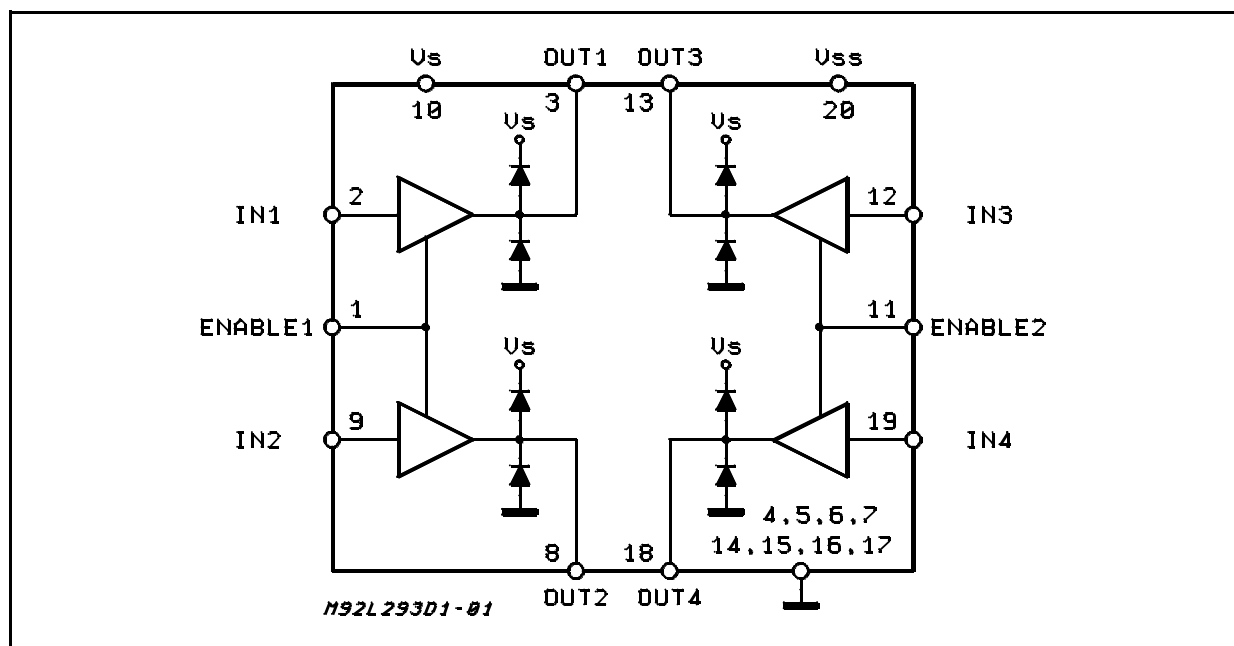 Vs OUT1 OUT3 Vss
10 3 13 20
Vs Vs
IN1 2 12 IN3
ENABLE1 1 11 ENABLE2
Vs Vs
IN2 9 19 IN4
4,5,6,7
8 18 14,15,16,17
M92L293D1-01 OUT2 OUT4